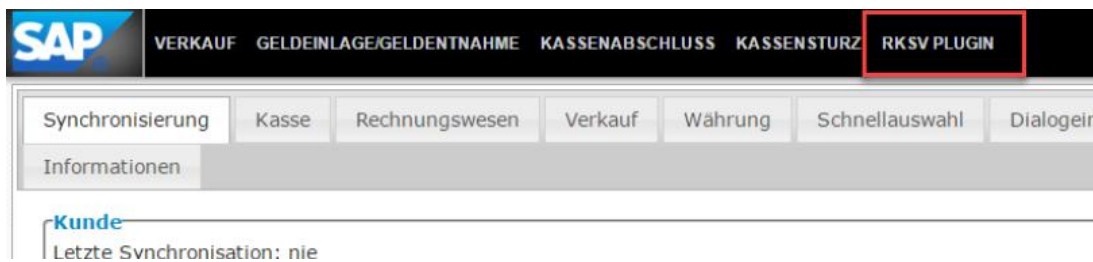 SAP VERKAUF GELDEINLAGE/GELDENTNAHME KASSENABSCHLUSS KASSENSTURZ RKSV PLUGIN
Synchronisierung Kasse Rechnungswesen Verkauf Währung Schnellauswahl
Informationen
Kunde
Letzte Synchronisation: nie